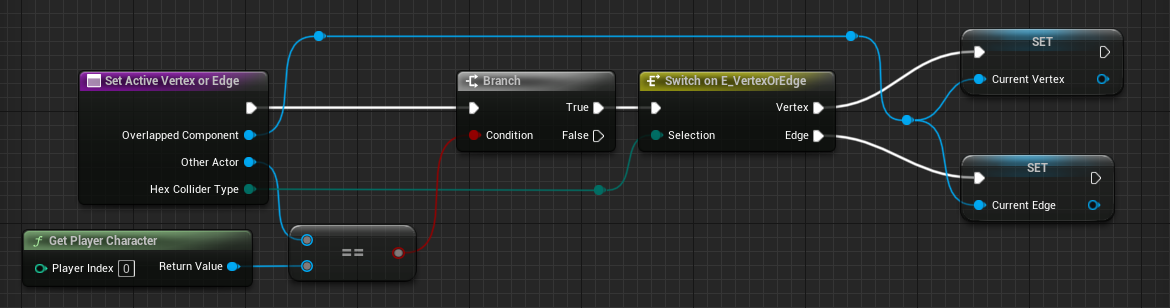 Set Active Vertex or Edge
Overlapped Component
Other Actor
Hex Collider Type
f Get Player Character
Player Index 0 Return Value
==
Branch
True
Condition False
Switch on E_VertexOrEdge
Vertex
Selection Edge
SET
Current Vertex
SET
Current Edge